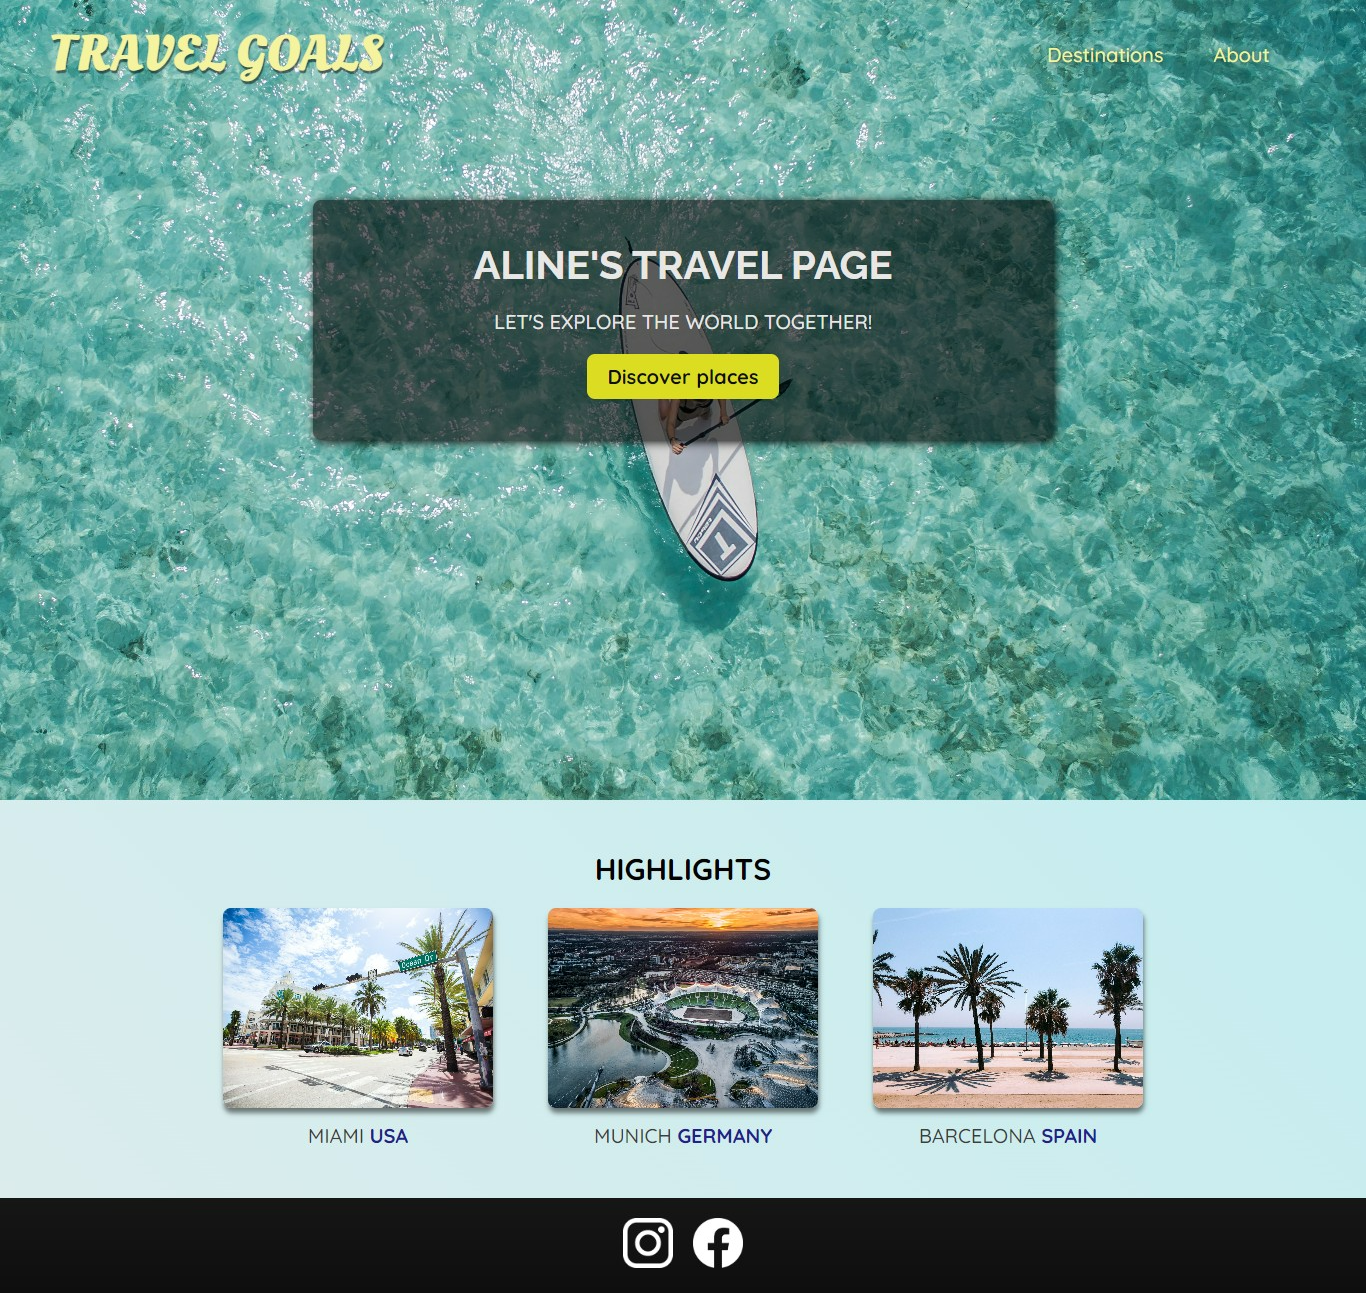 TRAVEL GOALS
Destinations About
ALINE'S TRAVEL PAGE
LET'S EXPLORE THE WORLD TOGETHER!
Discover places
HIGHLIGHTS
Ocean Dr
MIAMI USA
MUNICH GERMANY
BARCELONA SPAIN